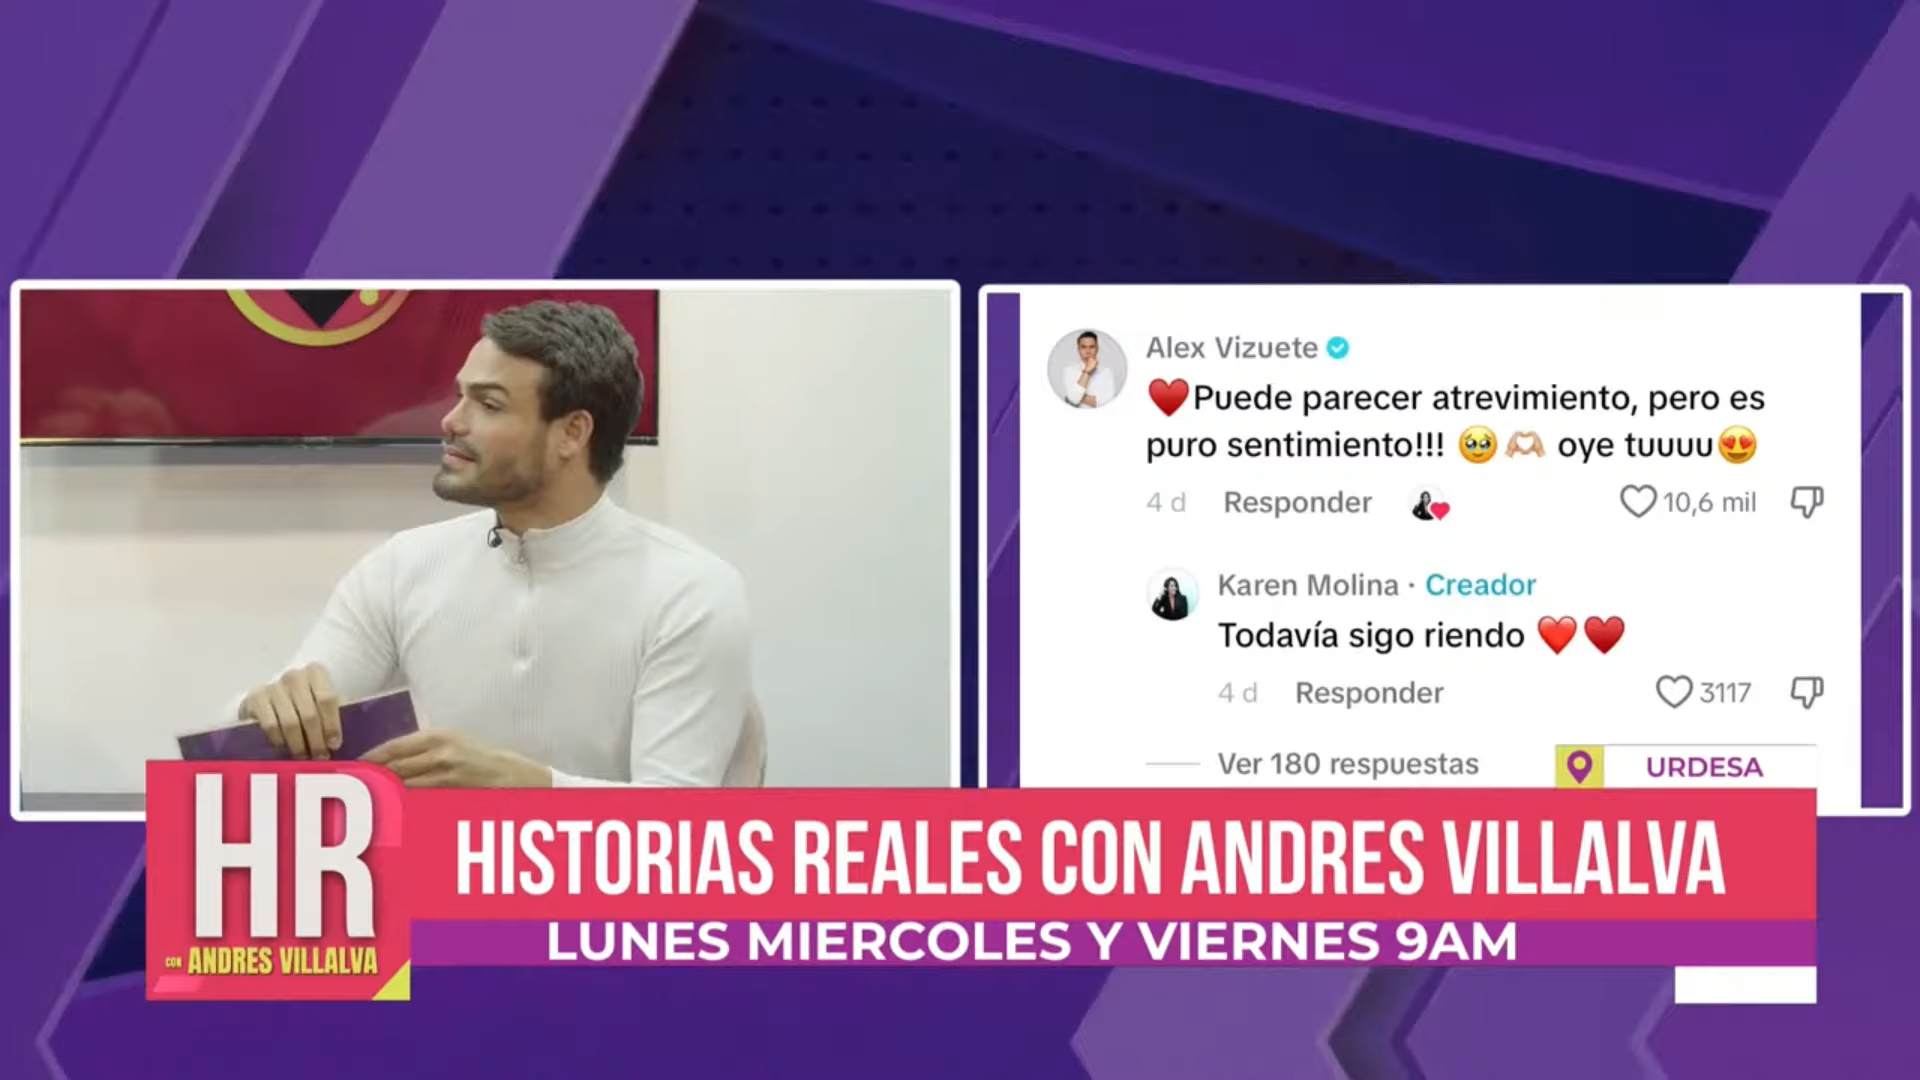 Alex Vizuete
❤️Puede parecer atrevimiento, pero es
puro sentimiento!!! 🥹🫶🏼 oye tuuuu😍
4 d Responder 10,6 mil
Karen Molina · Creador
Todavía sigo riendo ❤️♥️
4 d Responder 3117
Ver 180 respuestas
URDESA
HR
CON ANDRES VILLALVA
HISTORIAS REALES CON ANDRES VILLALVA
LUNES MIERCOLES Y VIERNES 9AM